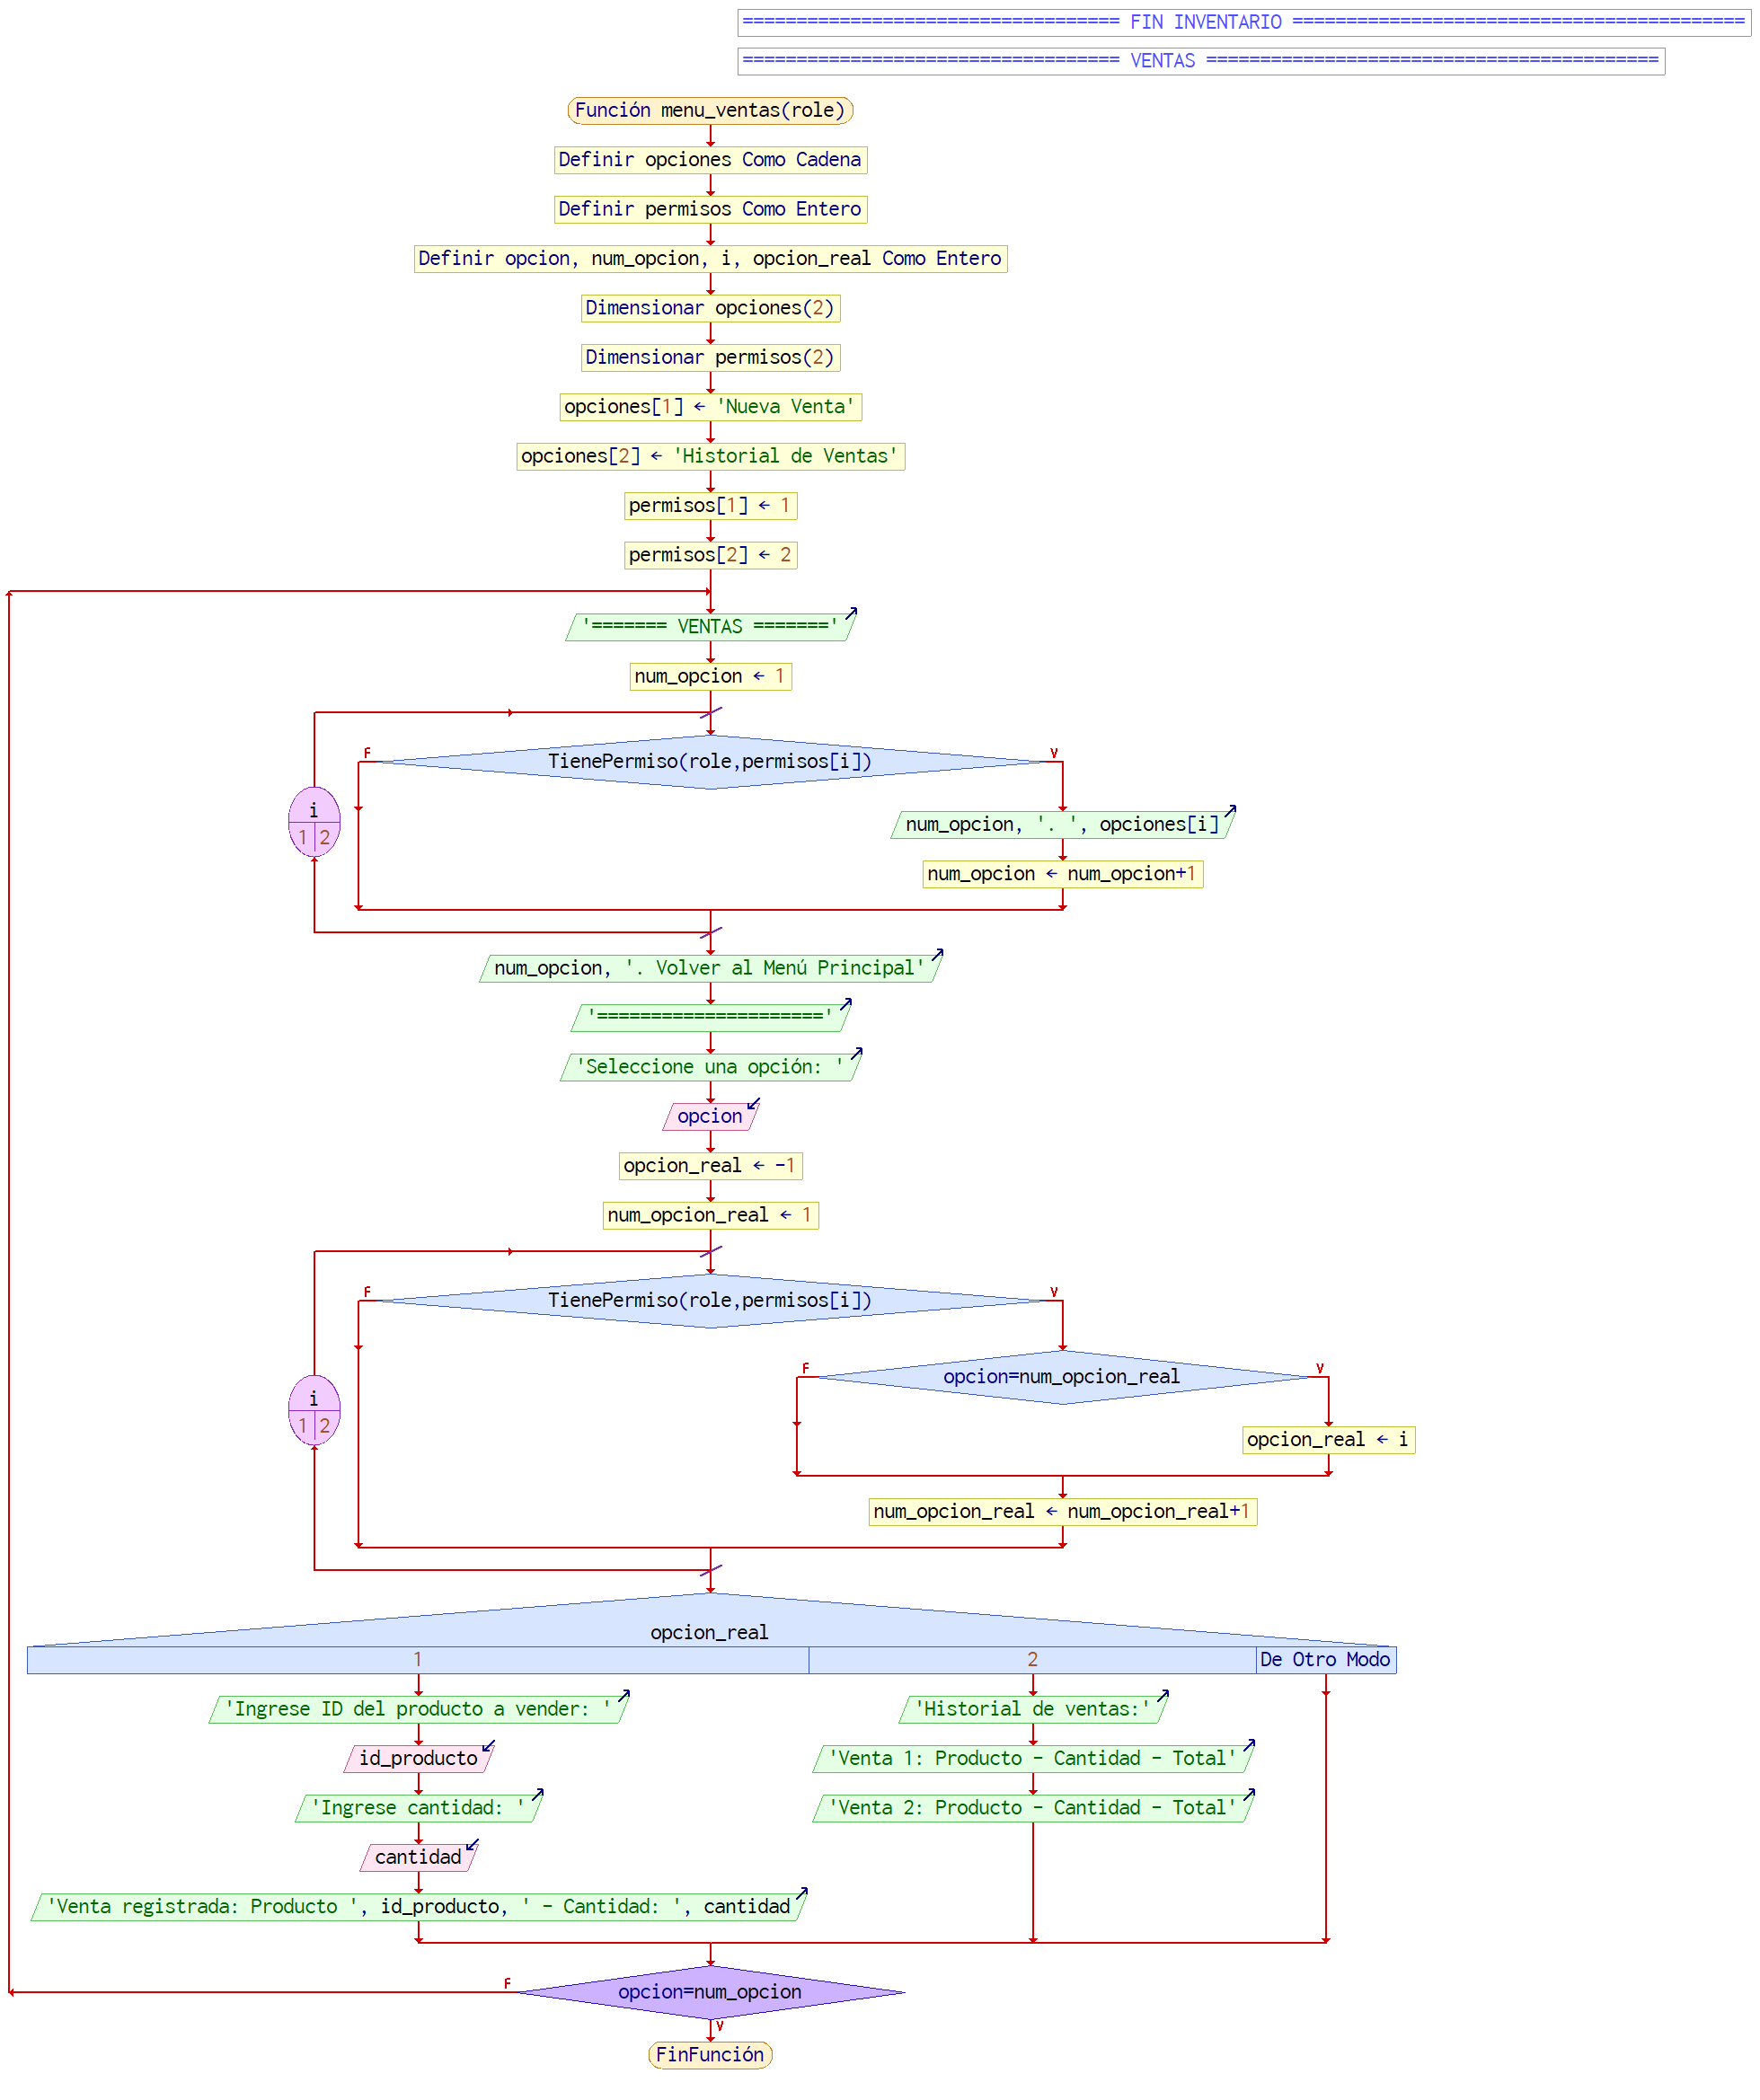 =================================== FIN INVENTARIO ==========================================
=================================== VENTAS ==========================================
Función menu_ventas(role)
Definir opciones Como Cadena
Definir permisos Como Entero
Definir opcion, num_opcion, i, opcion_real Como Entero
Dimensionar opciones(2)
Dimensionar permisos(2)
opciones[1] ← 'Nueva Venta'
opciones[2] ← 'Historial de Ventas'
permisos[1] ← 1
permisos[2] ← 2
'======= VENTAS ======='
num_opcion ← 1
F
TienePermiso(role,permisos[i])
V
i
1 2
num_opcion, '. ', opciones[i]
num_opcion ← num_opcion+1
num_opcion, '. Volver al Menú Principal'
'====================='
'Seleccione una opción: '
opcion
opcion_real ← -1
num_opcion_real ← 1
F
TienePermiso(role,permisos[i])
V
F
opcion=num_opcion_real
V
i
1 2
opcion_real ← i
num_opcion_real ← num_opcion_real+1
opcion_real
1
2
De Otro Modo
'Ingrese ID del producto a vender: '
'Historial de ventas:'
id_producto
'Venta 1: Producto - Cantidad - Total'
'Ingrese cantidad: '
'Venta 2: Producto - Cantidad - Total'
cantidad
'Venta registrada: Producto ', id_producto, ' - Cantidad: ', cantidad
F
opcion=num_opcion
V
FinFunción